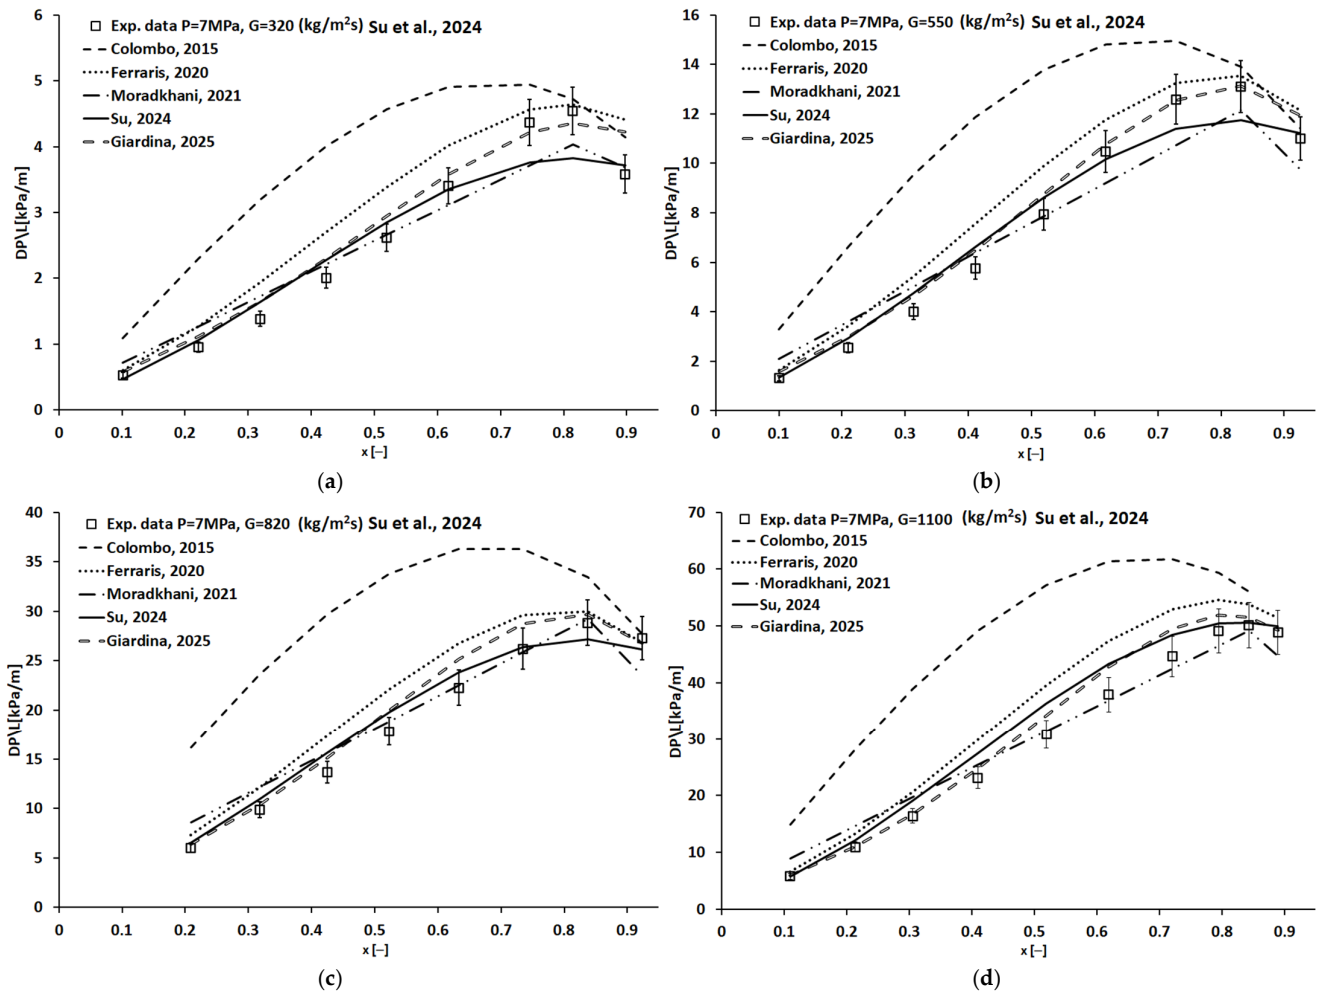 Exp. data P=7MPa, G=320 (kg/m²s) Su et al., 2024
Colombo, 2015
Ferraris, 2020
Moradkhani, 2021
Su, 2024
Giardina, 2025
6
5
4
3
2
1
0
DP\L[kPa/m]
0 0.1 0.2 0.3 0.4 0.5 0.6 0.7 0.8 0.9
x [–]
(a)
Exp. data P=7MPa, G=550 (kg/m²s) Su et al., 2024
Colombo, 2015
Ferraris, 2020
Moradkhani, 2021
Su, 2024
Giardina, 2025
16
14
12
10
8
6
4
2
0
DP\L[kPa/m]
0 0.1 0.2 0.3 0.4 0.5 0.6 0.7 0.8 0.9
x [–]
(b)
Exp. data P=7MPa, G=820 (kg/m²s) Su et al., 2024
Colombo, 2015
Ferraris, 2020
Moradkhani, 2021
Su, 2024
Giardina, 2025
40
35
30
25
20
15
10
5
0
DP\L[kPa/m]
0 0.1 0.2 0.3 0.4 0.5 0.6 0.7 0.8 0.9
x [–]
(c)
Exp. data P=7MPa, G=1100 (kg/m²s) Su et al., 2024
Colombo, 2015
Ferraris, 2020
Moradkhani, 2021
Su, 2024
Giardina, 2025
70
60
50
40
30
20
10
0
DP\L[kPa/m]
0 0.1 0.2 0.3 0.4 0.5 0.6 0.7 0.8 0.9
x [–]
(d)